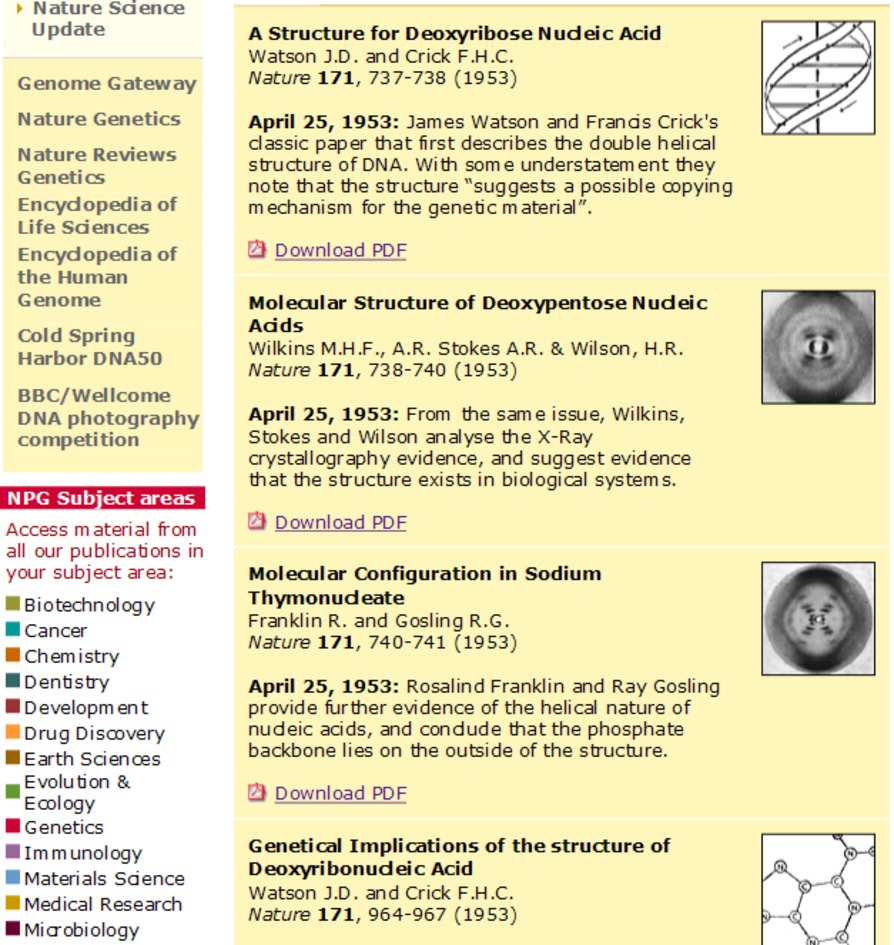 Nature Science
Update
Genome Gateway
Nature Genetics
Nature Reviews
Genetics
Encyclopedia of
Life Sciences
Encyclopedia of
the Human
Genome
Cold Spring
Harbor DNA50
BBC/Wellcome
DNA photography
competition
NPG Subject areas
Access material from
all our publications in
your subject area:
Biotechnology
Cancer
Chemistry
Dentistry
Development
Drug Discovery
Earth Sciences
Evolution &
Ecology
Genetics
Immunology
Materials Science
Medical Research
Microbiology
A Structure for Deoxyribose Nucleic Acid
Watson J.D. and Crick F.H.C.
Nature 171, 737-738 (1953)
April 25, 1953: James Watson and Francis Crick's
classic paper that first describes the double helical
structure of DNA. With some understatement they
note that the structure “suggests a possible copying
mechanism for the genetic material”.
Download PDF
Molecular Structure of Deoxypentose Nucleic
Acids
Wilkins M.H.F., A.R. Stokes A.R. & Wilson, H.R.
Nature 171, 738-740 (1953)
April 25, 1953: From the same issue, Wilkins,
Stokes and Wilson analyse the X-Ray
crystallography evidence, and suggest evidence
that the structure exists in biological systems.
Download PDF
Molecular Configuration in Sodium
Thymonucleate
Franklin R. and Gosling R.G.
Nature 171, 740-741 (1953)
April 25, 1953: Rosalind Franklin and Ray Gosling
provide further evidence of the helical nature of
nucleic acids, and conclude that the phosphate
backbone lies on the outside of the structure.
Download PDF
Genetical Implications of the structure of
Deoxyribonucleic Acid
Watson J.D. and Crick F.H.C.
Nature 171, 964-967 (1953)